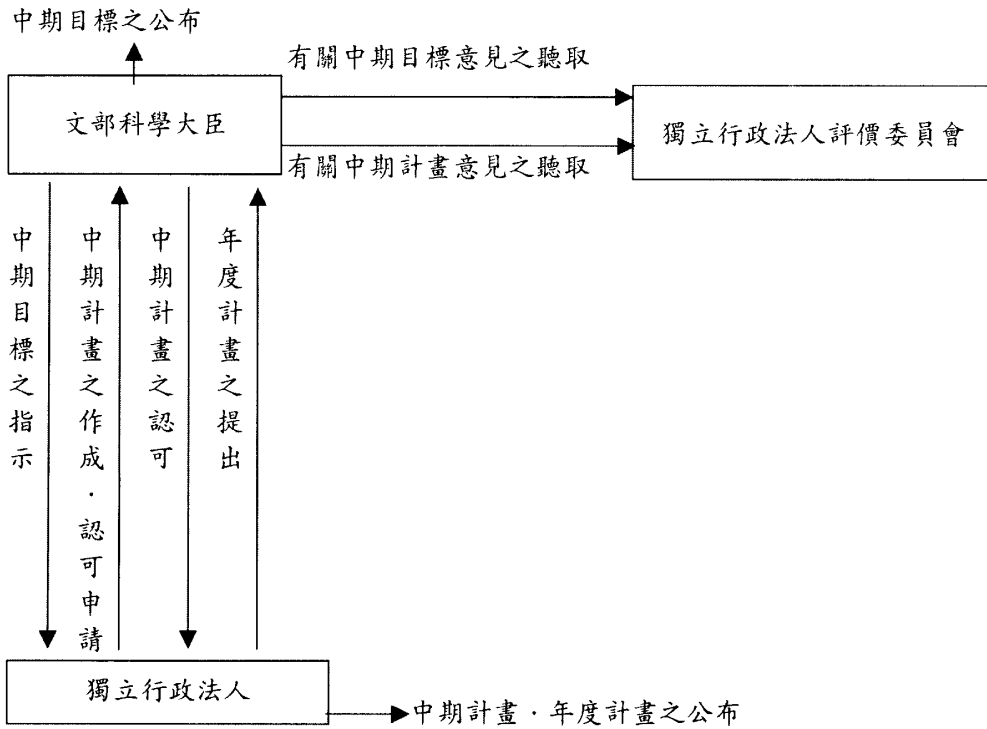 中期目標之公布
有關中期目標意見之聽取
文部科學大臣
獨立行政法人評價委員會
有關中期計畫意見之聽取
中期目標之指示
中期計畫之作成．認可申請
中期計畫之認可
年度計畫之提出
獨立行政法人
中期計畫．年度計畫之公布